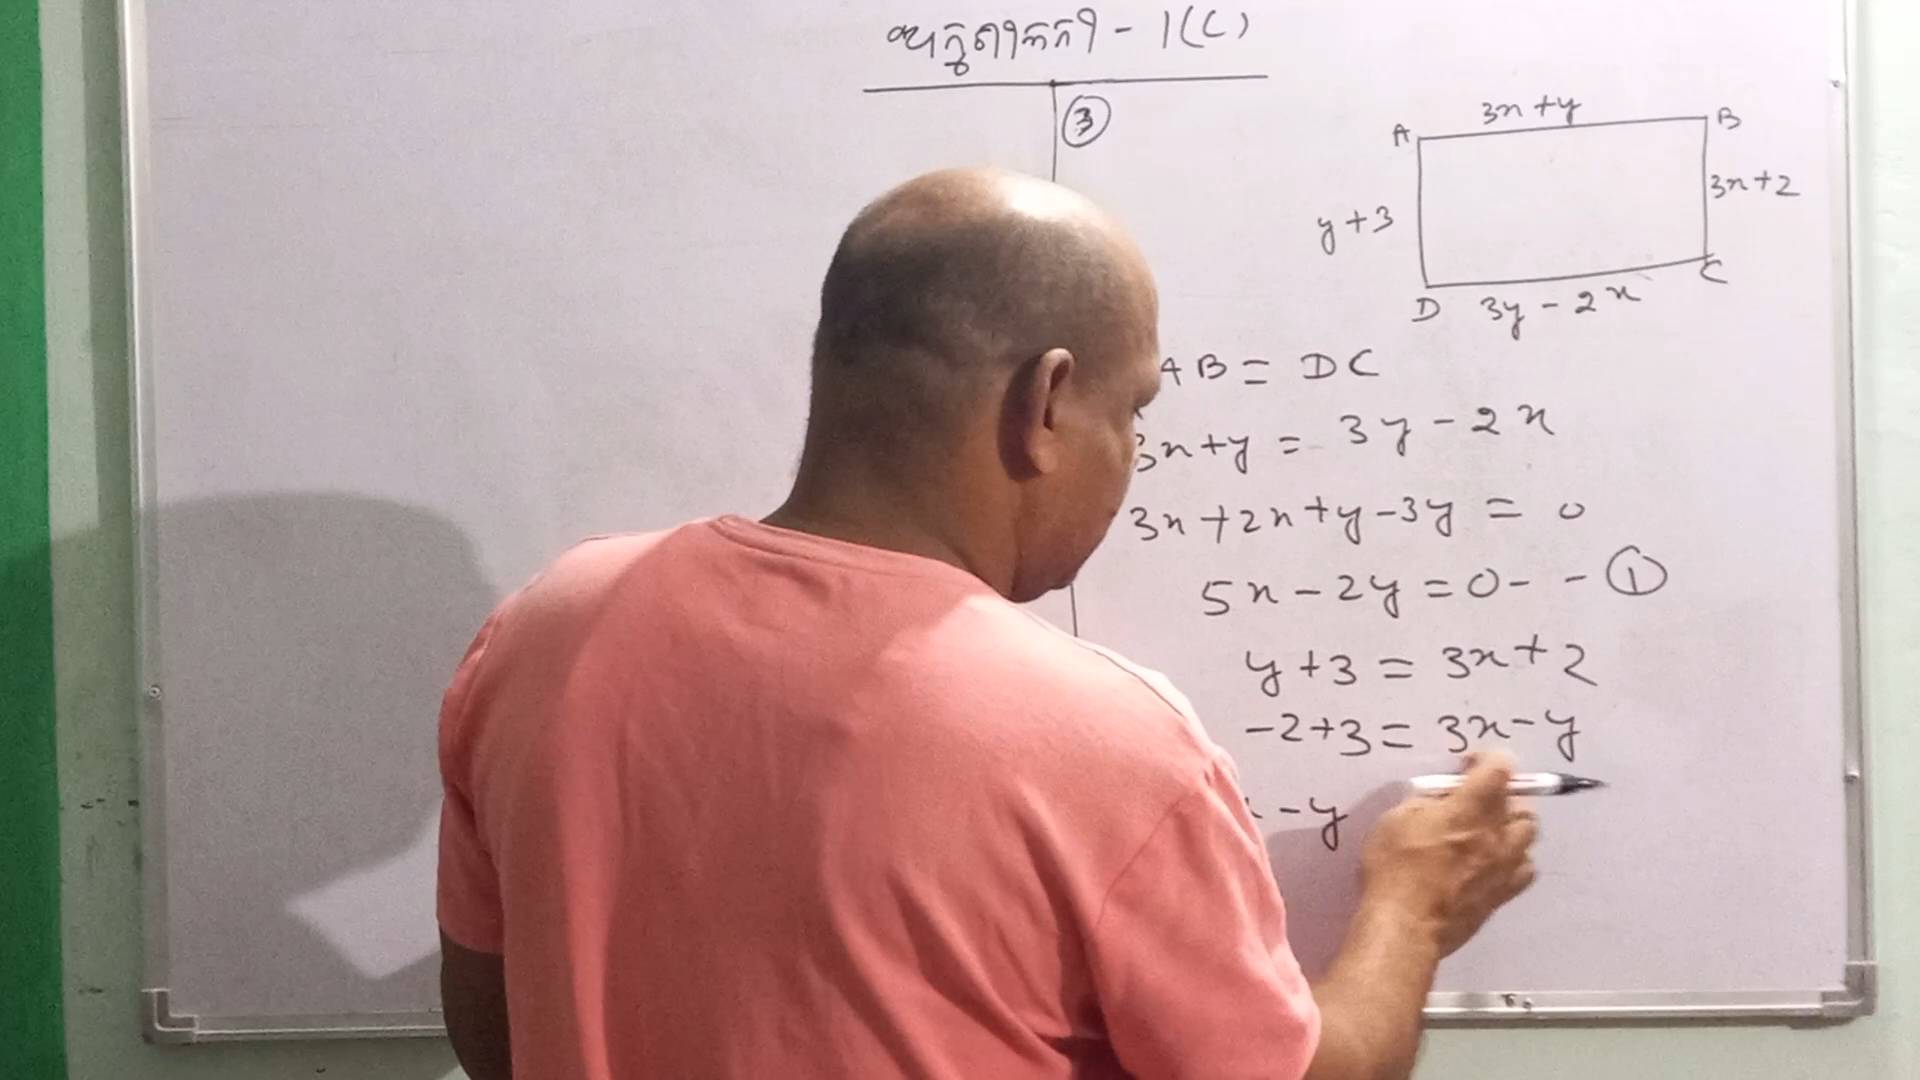 ଅନୁଶୀଳନୀ - 1(C)
3
3x+y
A
B
y+3
3x+2
D
3y-2x
C
AB = DC
3x+y = 3y-2x
3x+2x+y-3y = 0
5x-2y=0 - - 1
y+3 = 3x+2
-2+3 = 3x-y
-y